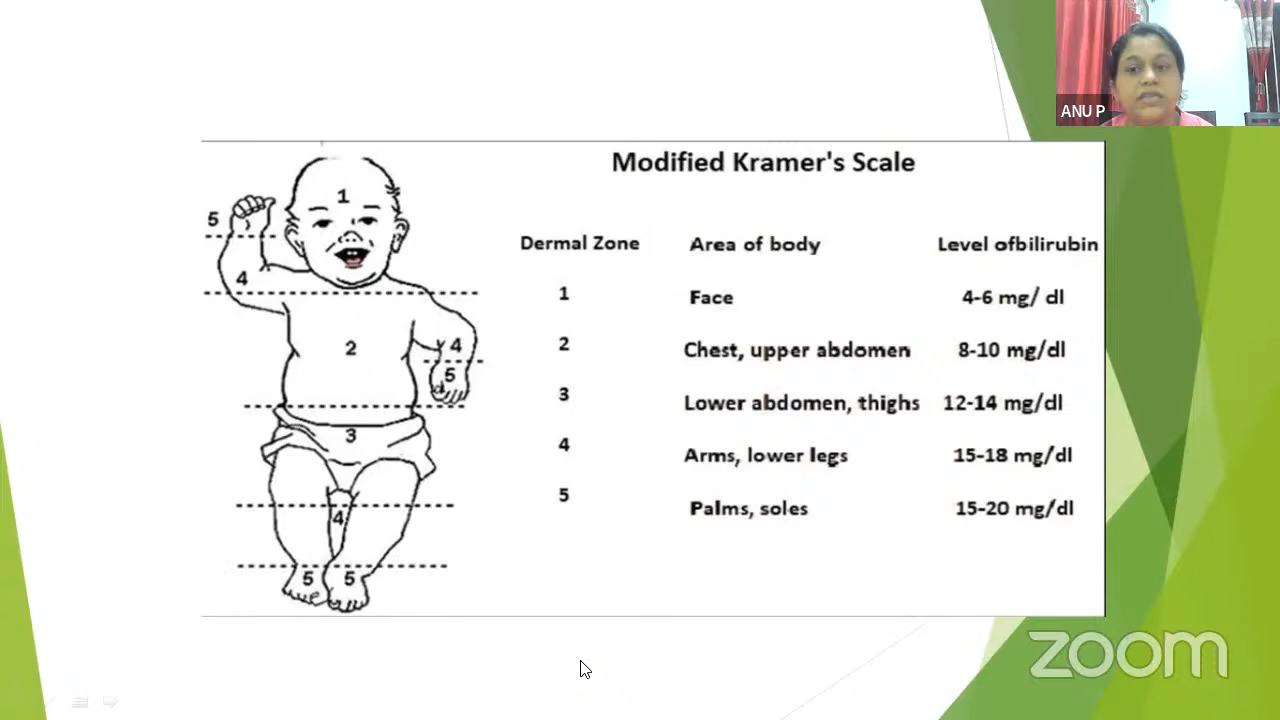 ANU P
Modified Kramer's Scale
Dermal Zone Area of body Level ofbilirubin
1 Face 4-6 mg/ dl
2 Chest, upper abdomen 8-10 mg/dl
3 Lower abdomen, thighs 12-14 mg/dl
4 Arms, lower legs 15-18 mg/dl
5 Palms, soles 15-20 mg/dl
1
5
4
2
4
5
3
4
5 5
zoom